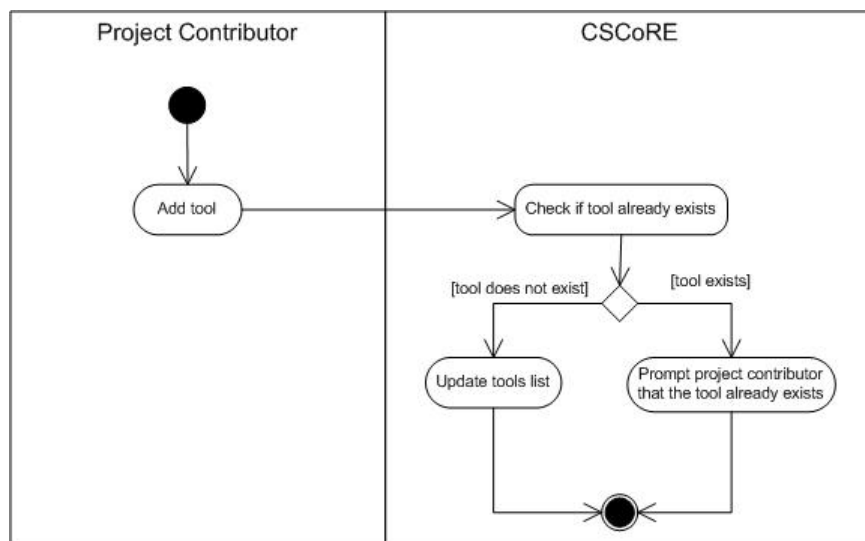 Project Contributor
CSCoRE
Add tool
Check if tool already exists
[tool does not exist]
[tool exists]
Update tools list
Prompt project contributor
that the tool already exists